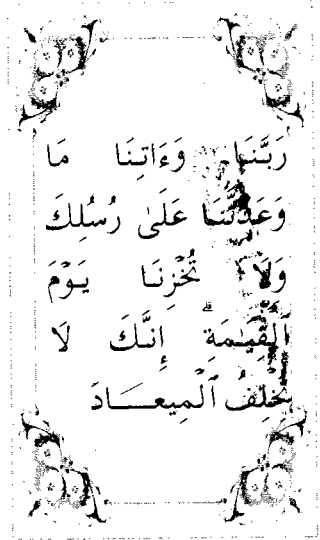 رَبَّنَا وَءَاتِنَا مَا
وَعَدتَّنَا عَلَىٰ رُسُلِكَ
وَلَا تُخْزِنَا يَوْمَ
ٱلْقِيَٰمَةِ ۗ إِنَّكَ لَا
تُخْلِفُ ٱلْمِيعَادَ